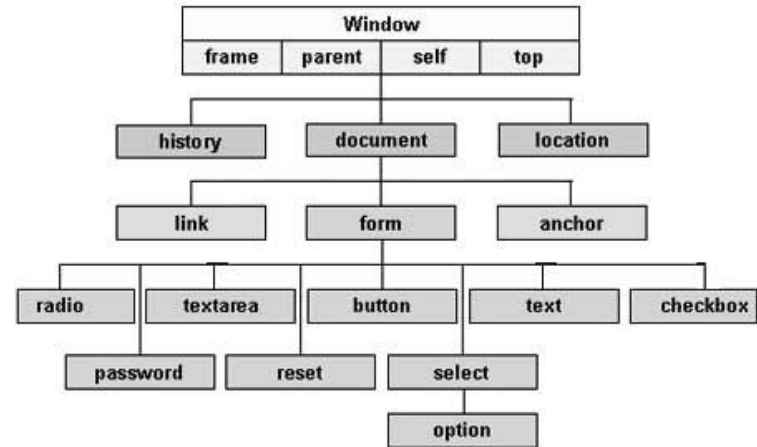 Window
frame parent self top
history document location
link form anchor
radio textarea button text checkbox
password reset select
option